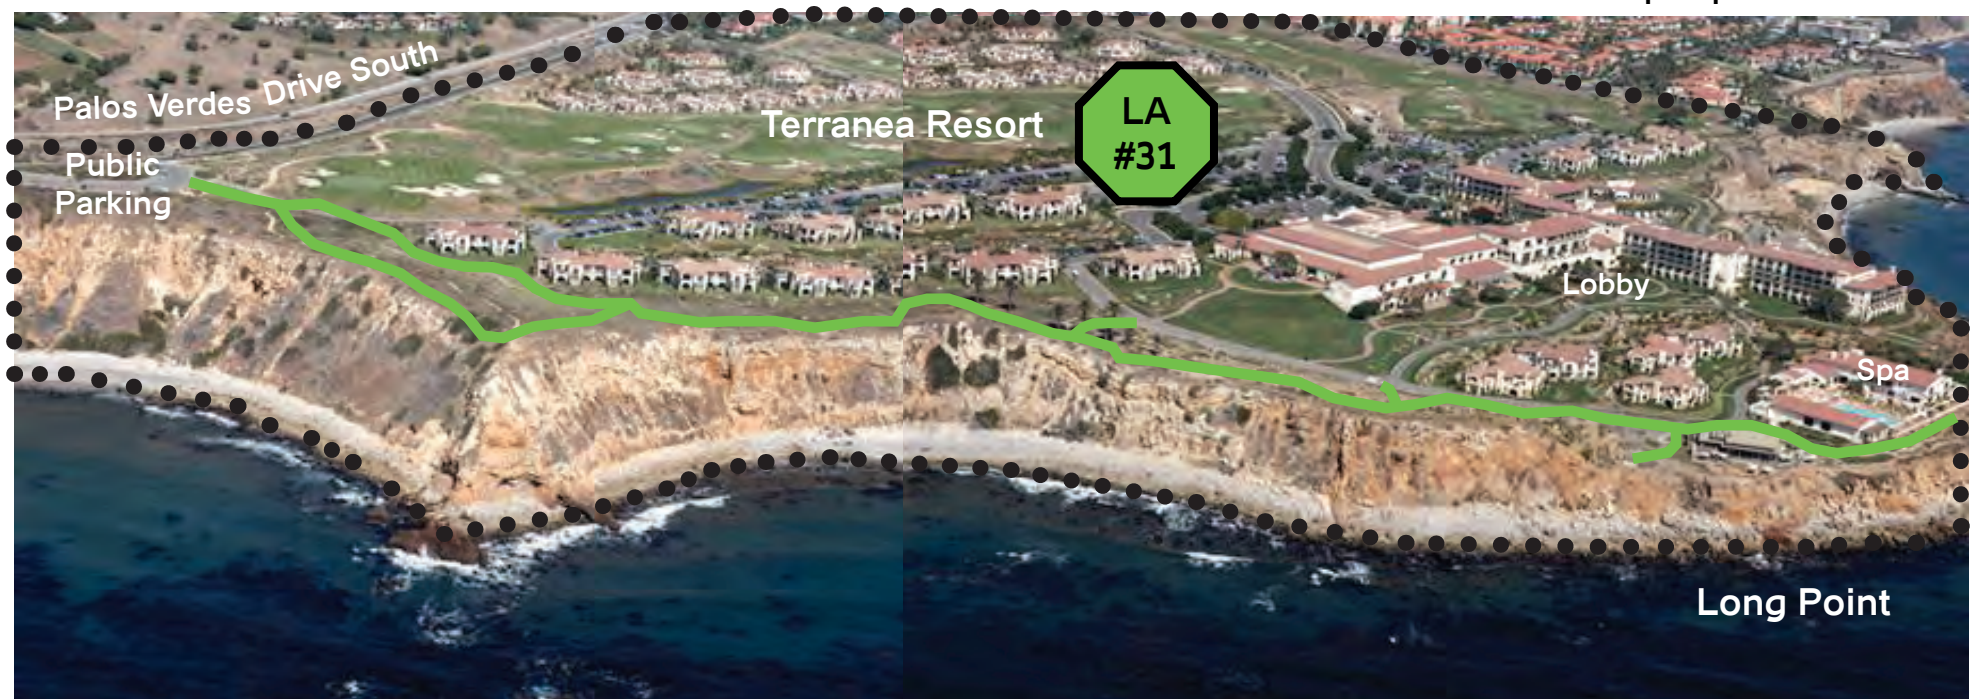 Palos Verdes Drive South
Public
Parking
Terranea Resort
LA
#31
Lobby
Spa
Long Point